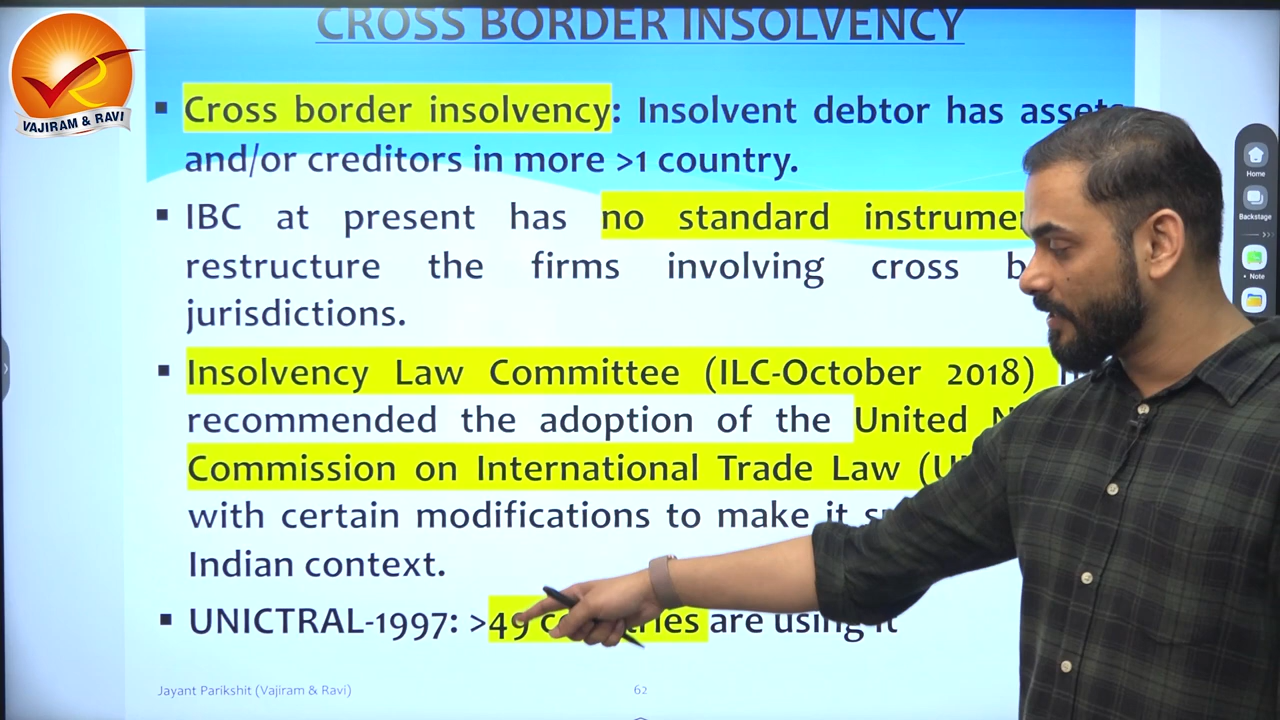 CROSS BORDER INSOLVENCY
VAJIRAM & RAVI
▪ Cross border insolvency: Insolvent debtor has assets
and/or creditors in more >1 country.
▪ IBC at present has no standard
restructure the firms involving cross
jurisdictions.
▪ Insolvency Law Committee (ILC-October 2018)
recommended the adoption of the United
Commission on International Trade Law
with certain modifications to make it
Indian context.
▪ UNICTRAL-1997: >49 are using it
Jayant Parikshit (Vajiram & Ravi)
62
Home
Backstage
Note